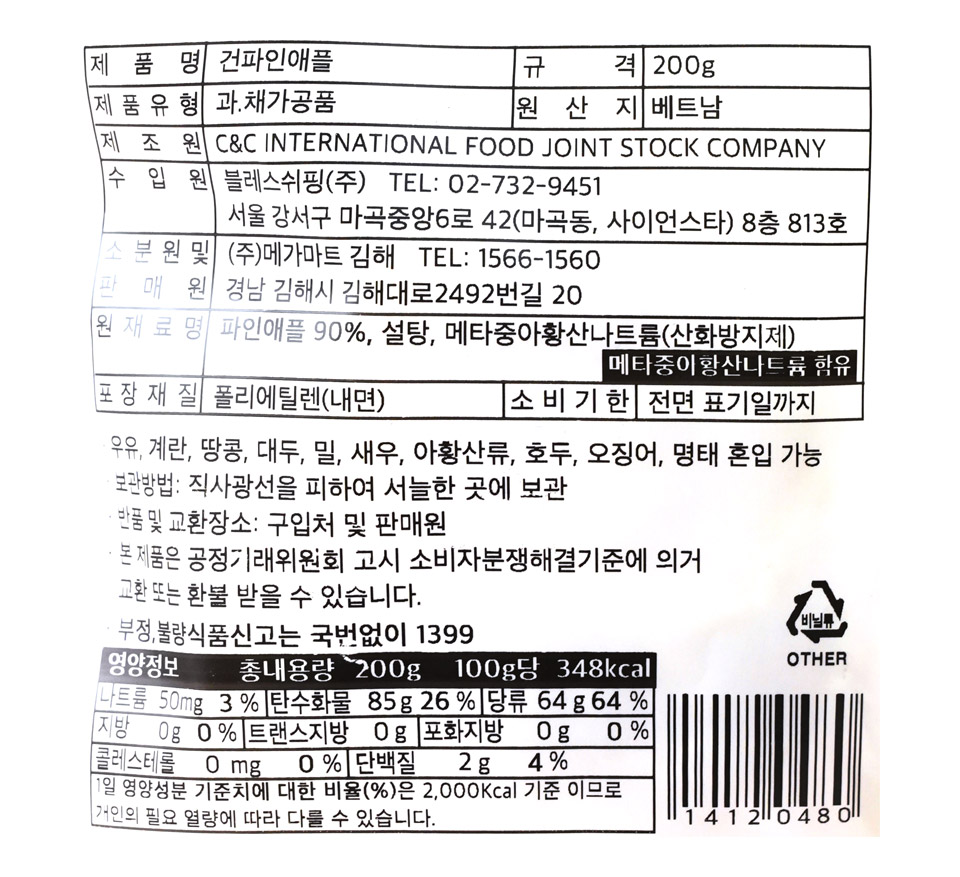 제 품 명 건파인애플 규 격 200g
제품유형 과.채가공품 원 산 지 베트남
제 조 원 C&C INTERNATIONAL FOOD JOINT STOCK COMPANY
수 입 원 블레스쉬핑(주) TEL: 02-732-9451
서울 강서구 마곡중앙6로 42(마곡동, 사이언스타) 8층 813호
소분원및 (주)메가마트 김해 TEL: 1566-1560
판 매 원 경남 김해시 김해대로2492번길 20
원재료명 파인애플 90%, 설탕, 메타중아황산나트륨(산화방지제)
메타중이황산나트륨 함유
포장재질 폴리에틸렌(내면) 소비기한 전면 표기일까지
· 우유, 계란, 땅콩, 대두, 밀, 새우, 아황산류, 호두, 오징어, 명태 혼입 가능
· 보관방법: 직사광선을 피하여 서늘한 곳에 보관
· 반품 및 교환장소: 구입처 및 판매원
· 본 제품은 공정거래위원회 고시 소비자분쟁해결기준에 의거
교환 또는 환불 받을 수 있습니다.
· 부정,불량식품신고는 국번없이 1399
비닐류
OTHER
영양정보 총내용량 200g 100g당 348kcal
나트륨 50mg 3 % 탄수화물 85g 26 % 당류 64 g 64 %
지방 0g 0 % 트랜스지방 0 g 포화지방 0 g 0 %
콜레스테롤 0 mg 0 % 단백질 2 g 4 %
1일 영양성분 기준치에 대한 비율(%)은 2,000Kcal 기준 이므로
개인의 필요 열량에 따라 다를 수 있습니다.
14120480